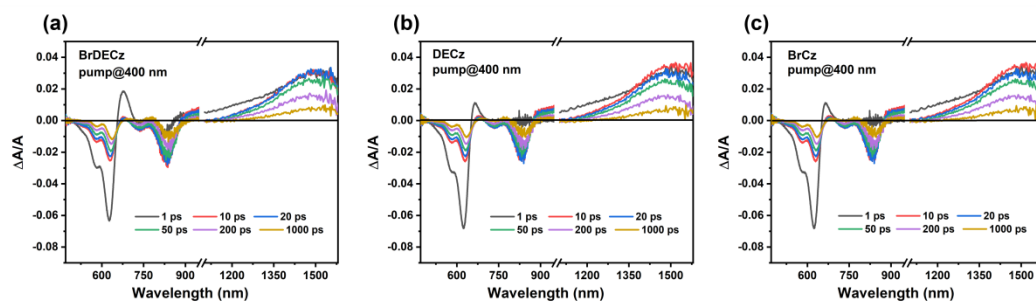 (a)
BrDECz
pump@400 nm
ΔA/A
0.04
0.02
0.00
-0.02
-0.04
-0.06
-0.08
1 ps 10 ps 20 ps
50 ps 200 ps 1000 ps
600 750 900 1200 1350 1500
Wavelength (nm)
(b)
DECz
pump@400 nm
ΔA/A
0.04
0.02
0.00
-0.02
-0.04
-0.06
-0.08
1 ps 10 ps 20 ps
50 ps 200 ps 1000 ps
600 750 900 1200 1350 1500
Wavelength (nm)
(c)
BrCz
pump@400 nm
ΔA/A
0.04
0.02
0.00
-0.02
-0.04
-0.06
-0.08
1 ps 10 ps 20 ps
50 ps 200 ps 1000 ps
600 750 900 1200 1350 1500
Wavelength (nm)